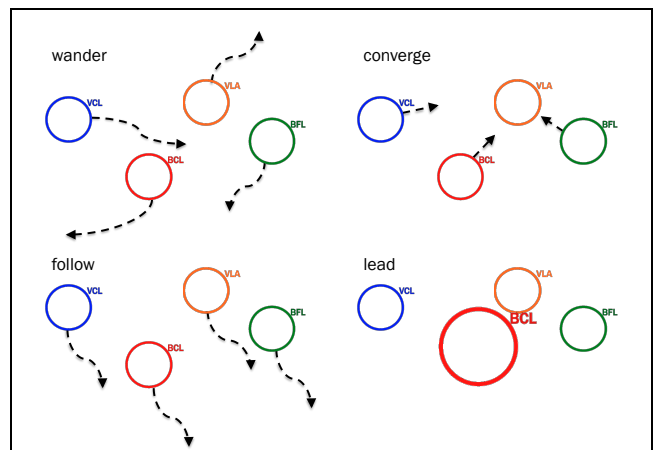 wander
VLA
VCL
BFL
BCL
converge
VLA
VCL
BFL
BCL
follow
VLA
VCL
BFL
BCL
lead
VLA
VCL
BFL
BCL